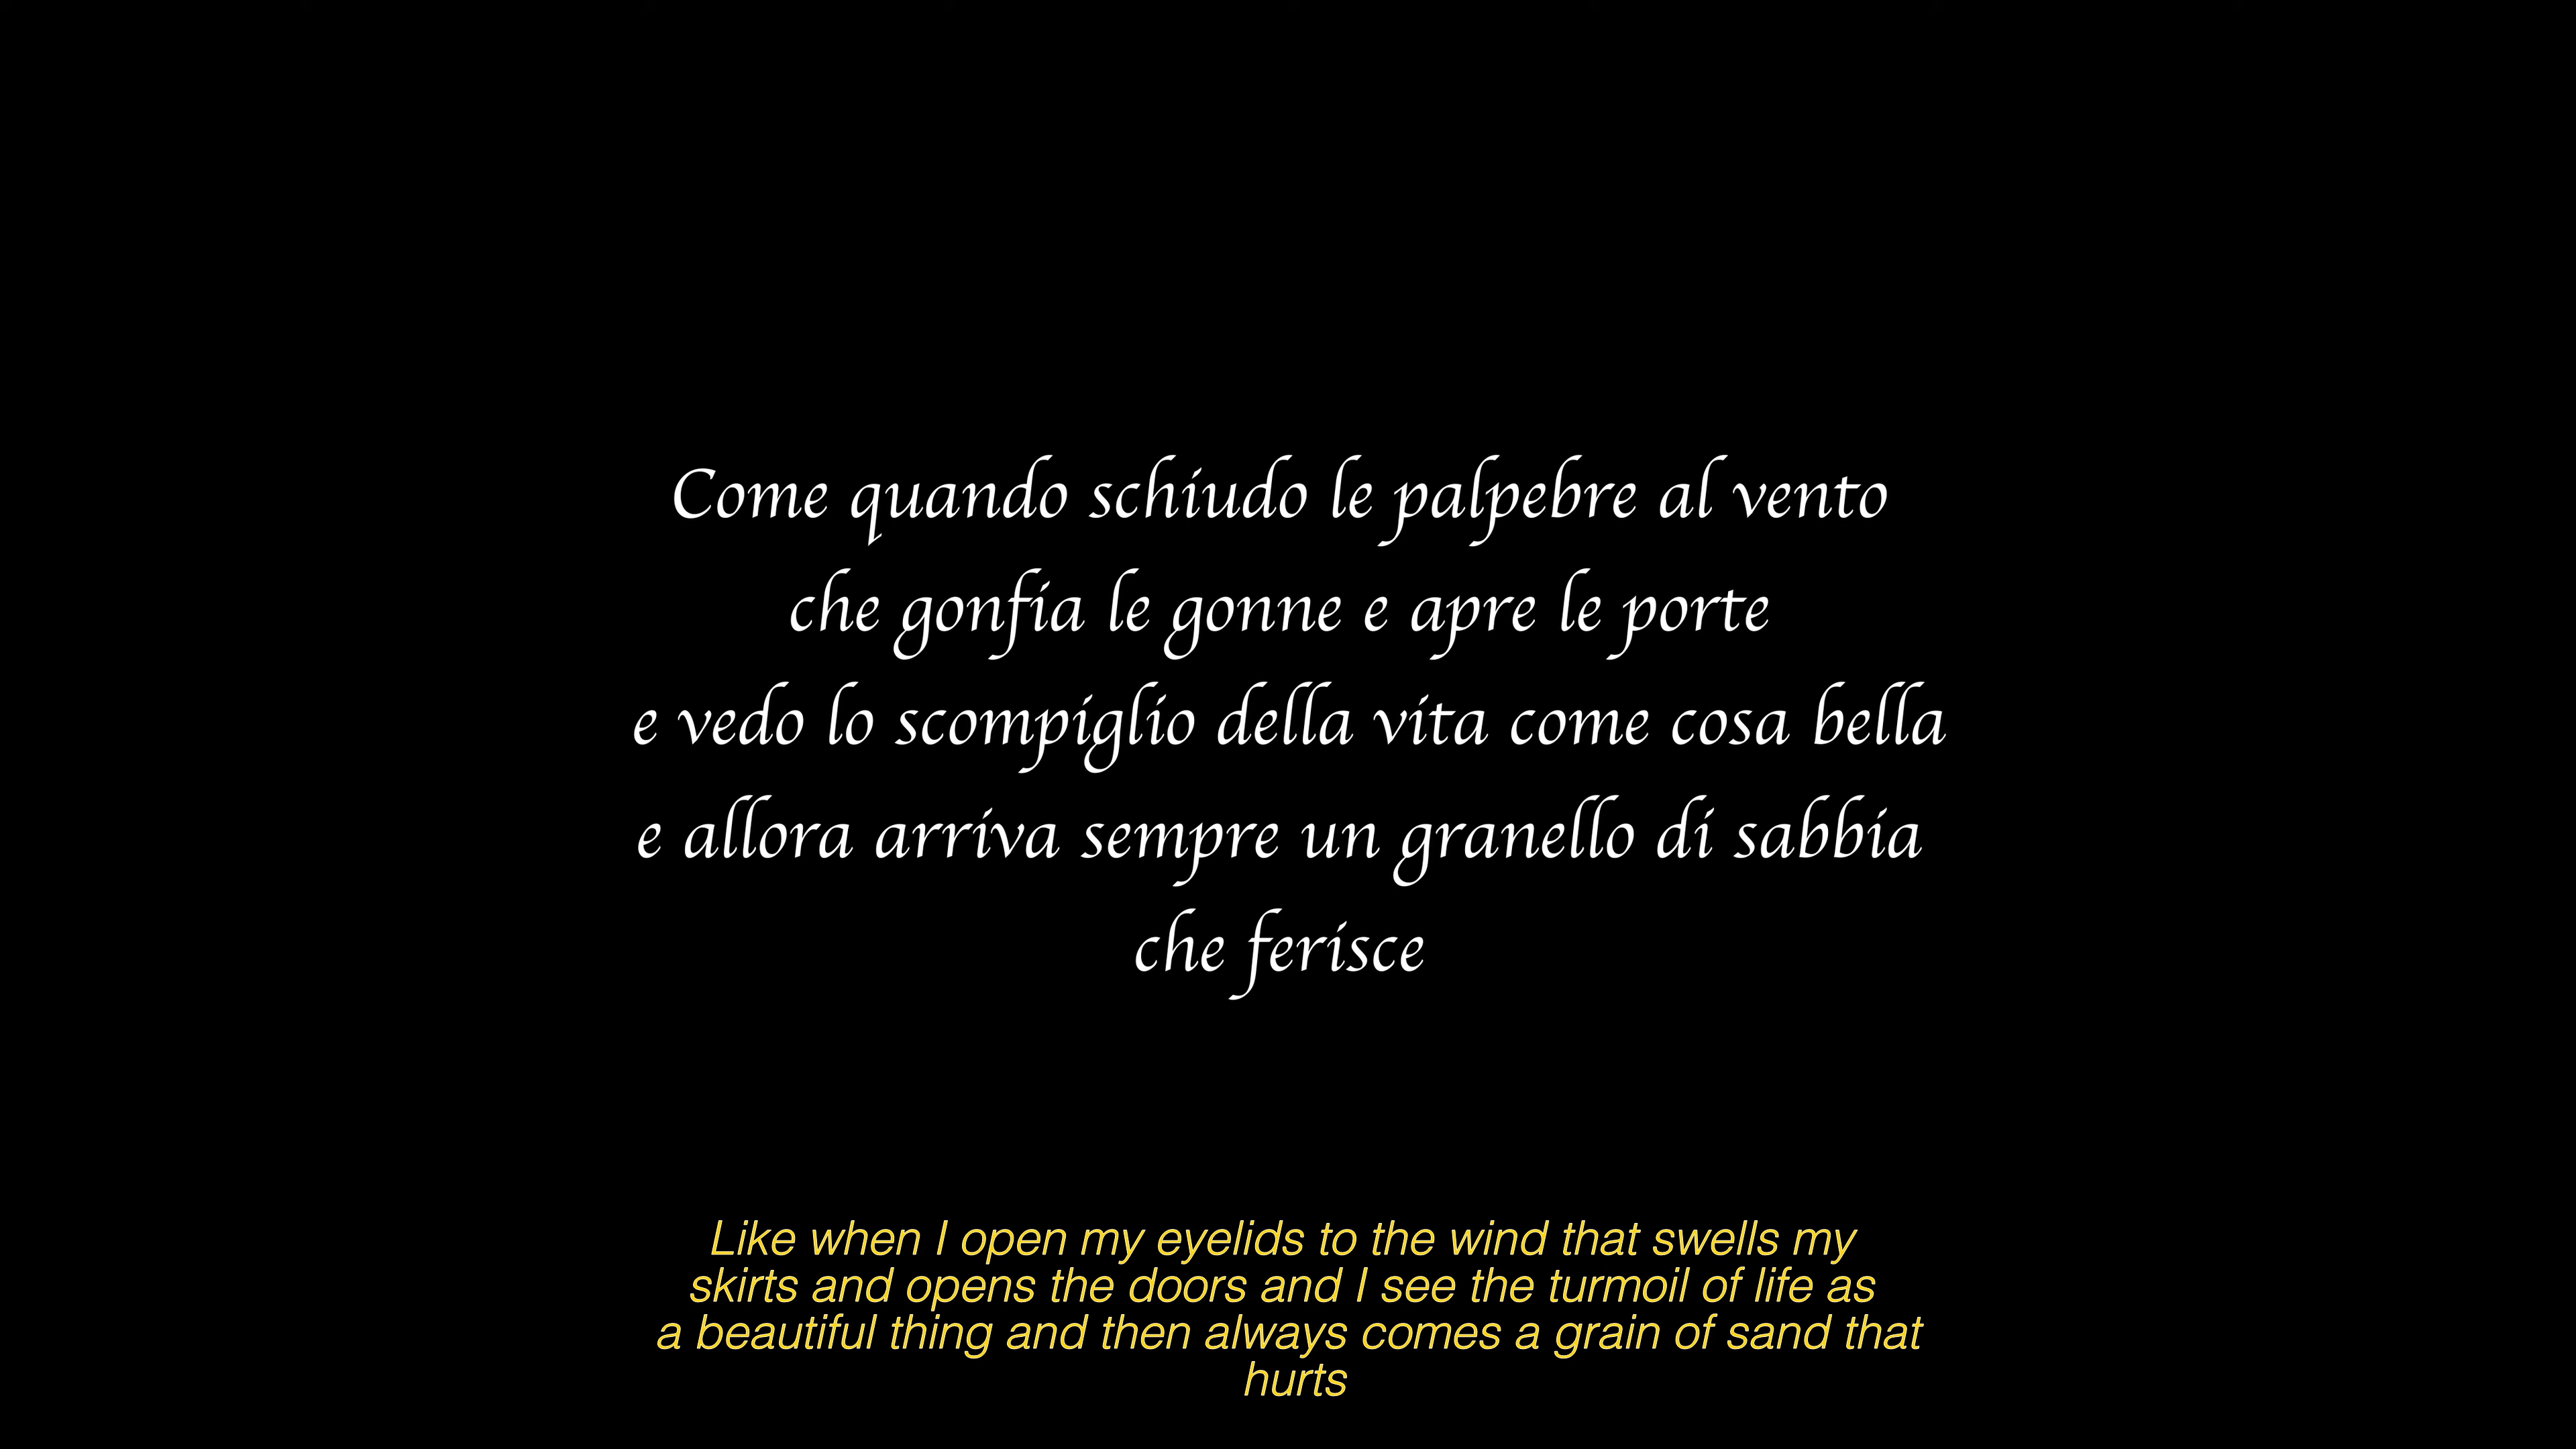 Come quando schiudo le palpebre al vento
che gonfia le gonne e apre le porte
e vedo lo scompiglio della vita come cosa bella
e allora arriva sempre un granello di sabbia
che ferisce
Like when I open my eyelids to the wind that swells my
skirts and opens the doors and I see the turmoil of life as
a beautiful thing and then always comes a grain of sand that
hurts